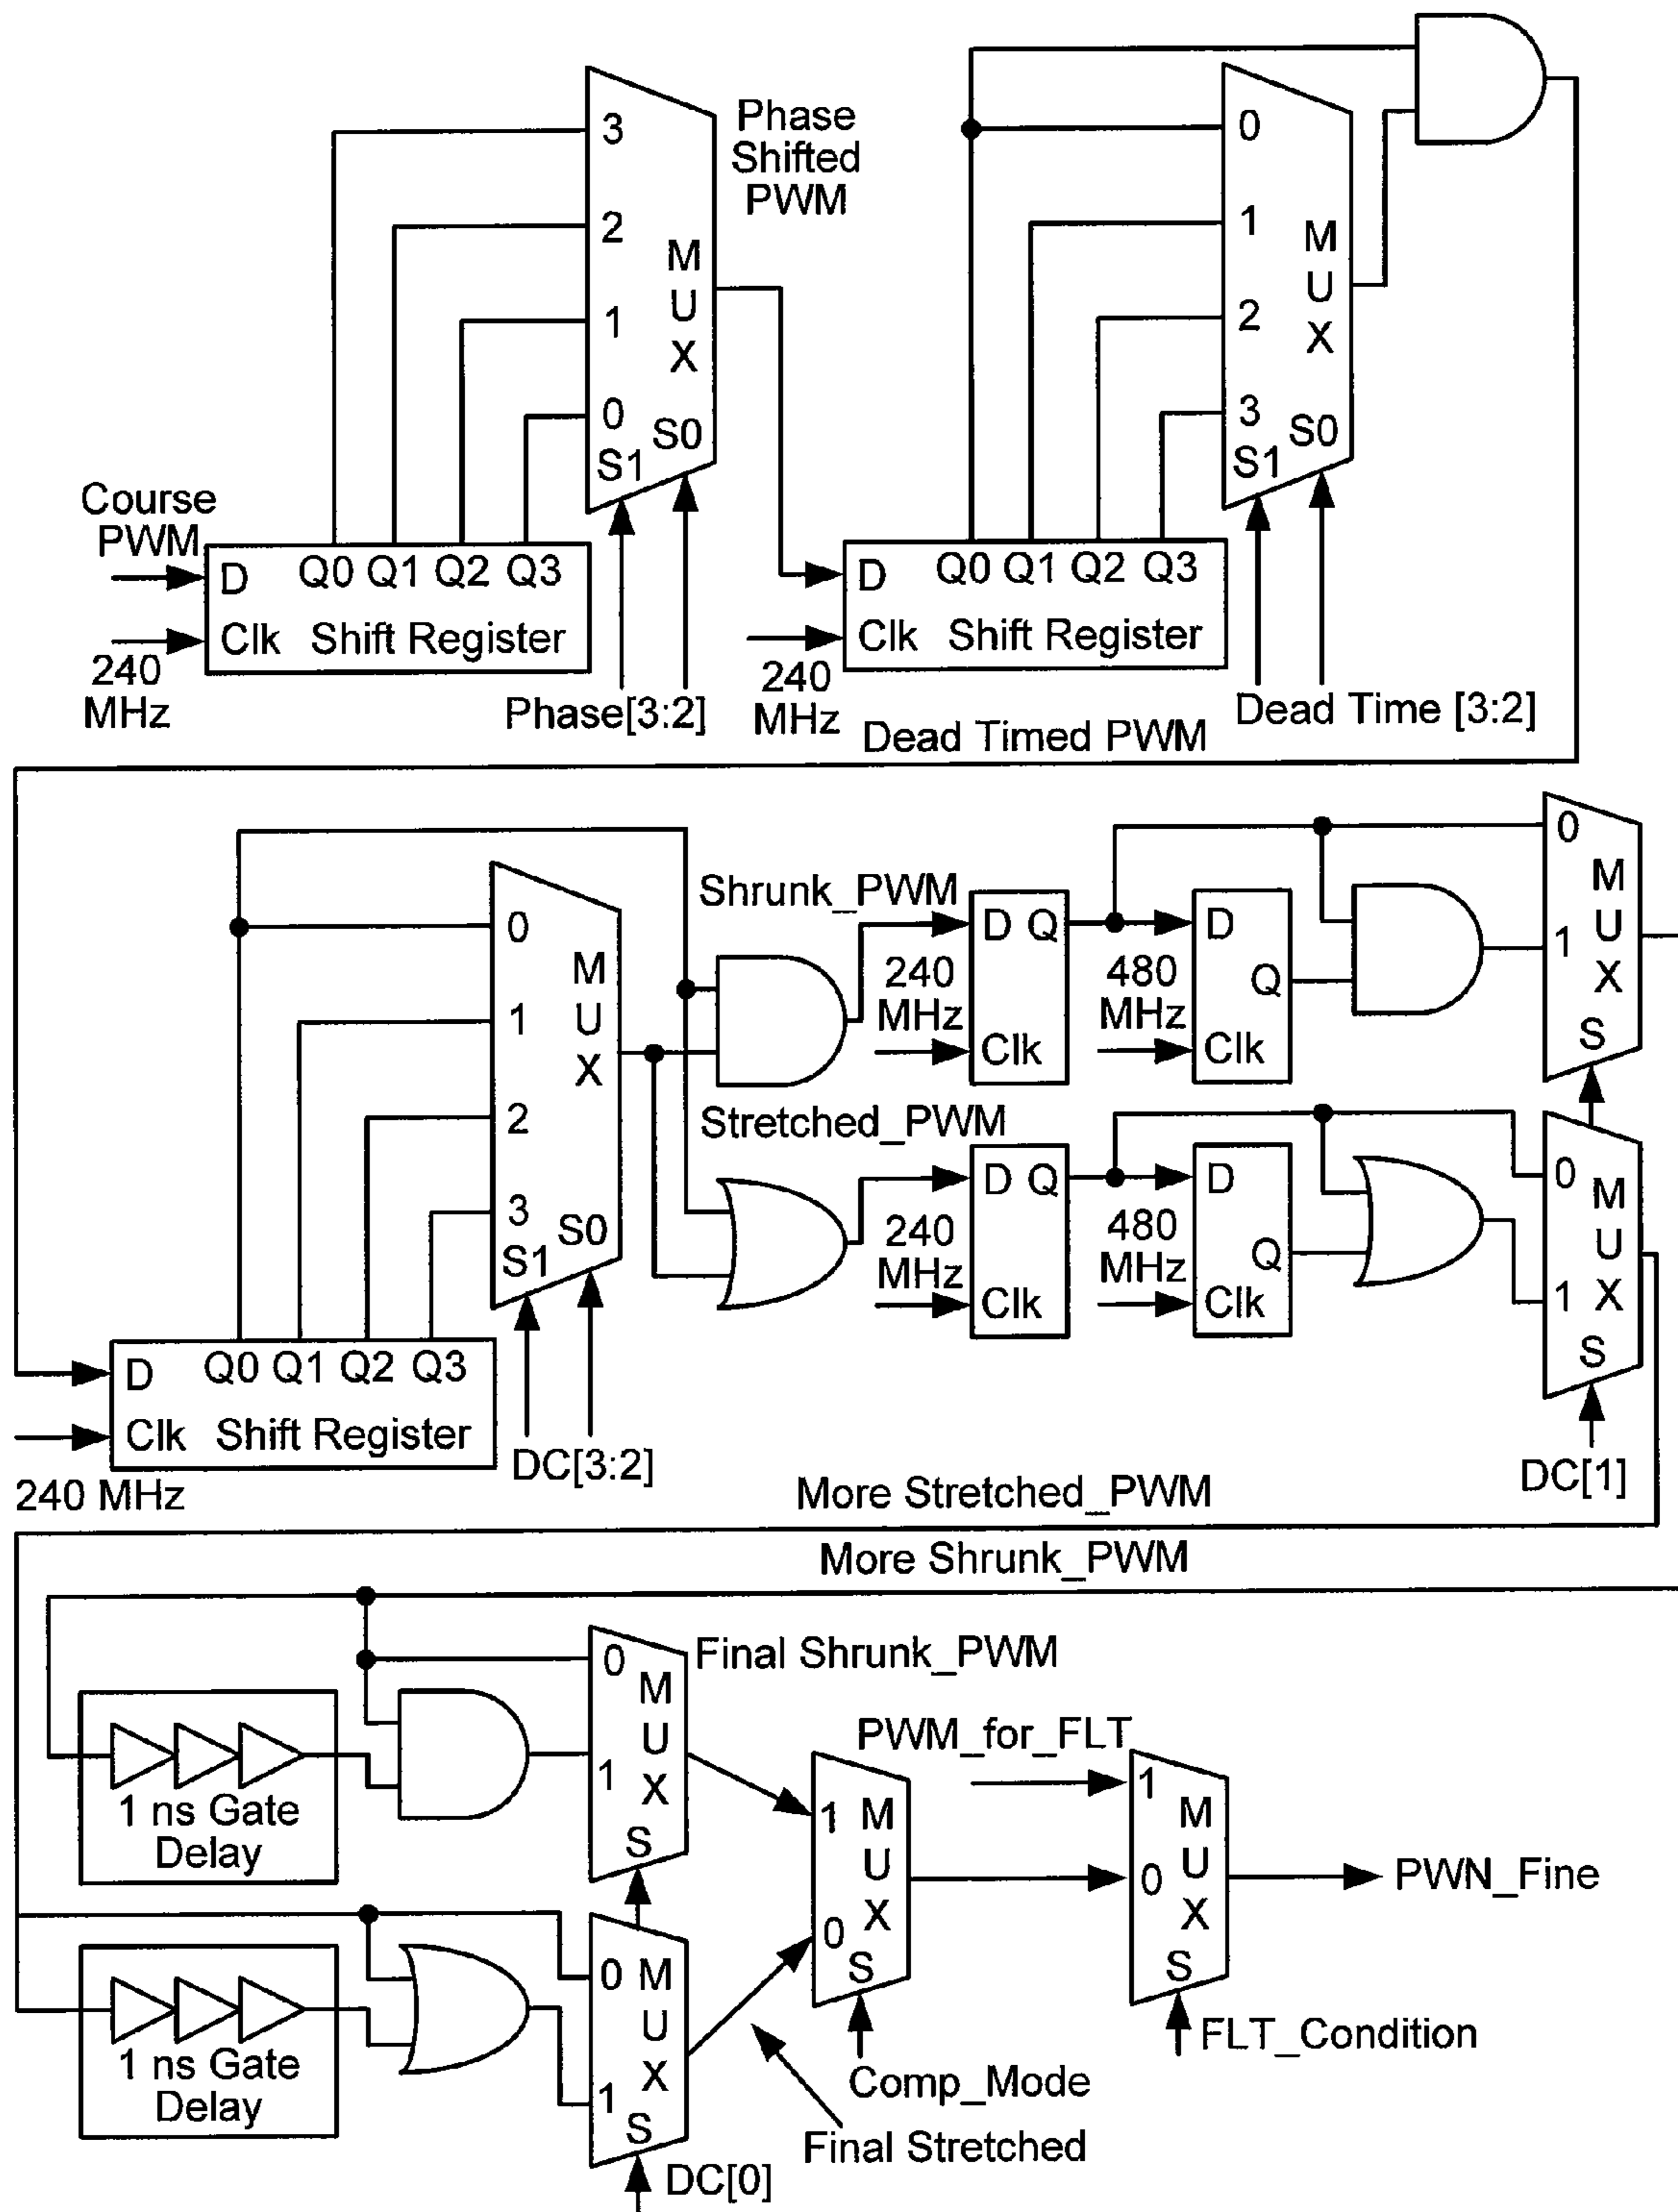 3
2
1
0
M
U
X
S0
S1
Phase
Shifted
PWM
0
1
2
3
M
U
X
S0
S1
Course
PWM
D Q0 Q1 Q2 Q3
Clk Shift Register
240
MHz
Phase[3:2]
D Q0 Q1 Q2 Q3
Clk Shift Register
240
MHz
Dead Time [3:2]
Dead Timed PWM
0
1
2
3
M
U
X
S0
S1
Shrunk_PWM
D Q
240
MHz
Clk
D
480
MHz
Q
Clk
0
1
M
U
X
S
Stretched_PWM
D Q
240
MHz
Clk
D
480
MHz
Q
Clk
0
1
M
U
X
S
D Q0 Q1 Q2 Q3
Clk Shift Register
240 MHz
DC[3:2]
DC[1]
More Stretched_PWM
More Shrunk_PWM
0
1
M
U
X
S
Final Shrunk_PWM
1 ns Gate
Delay
PWM_for_FLT
1
0
M
U
X
S
1
0
M
U
X
S
PWN_Fine
1 ns Gate
Delay
0
1
M
U
X
S
Comp_Mode
FLT_Condition
Final Stretched
DC[0]